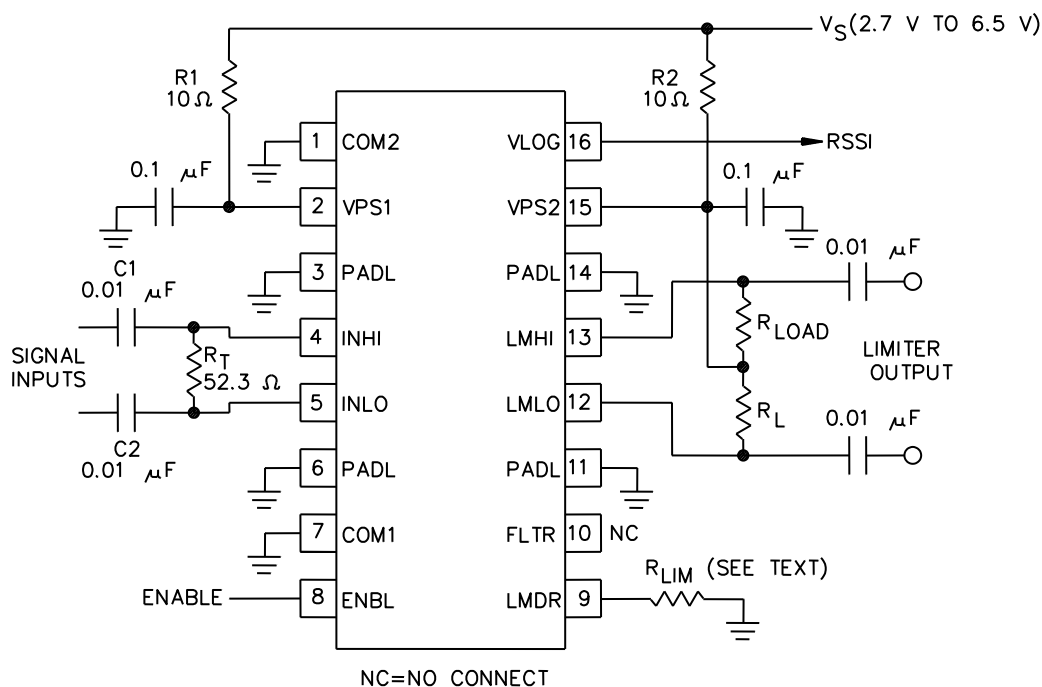 V_S(2.7 V TO 6.5 V)
R1
10Ω
R2
10Ω
1 COM2
VLOG 16
RSSI
0.1 μF
2 VPS1
VPS2 15
0.1 μF
3 PADL
PADL 14
0.01 μF
C1
0.01 μF
4 INHI
LMHI 13
R_LOAD
SIGNAL
INPUTS
R_T
52.3 Ω
LIMITER
OUTPUT
5 INLO
LMLO 12
R_L
0.01 μF
C2
0.01 μF
6 PADL
PADL 11
7 COM1
FLTR 10 NC
R_LIM (SEE TEXT)
ENABLE 8 ENBL
LMDR 9
NC=NO CONNECT